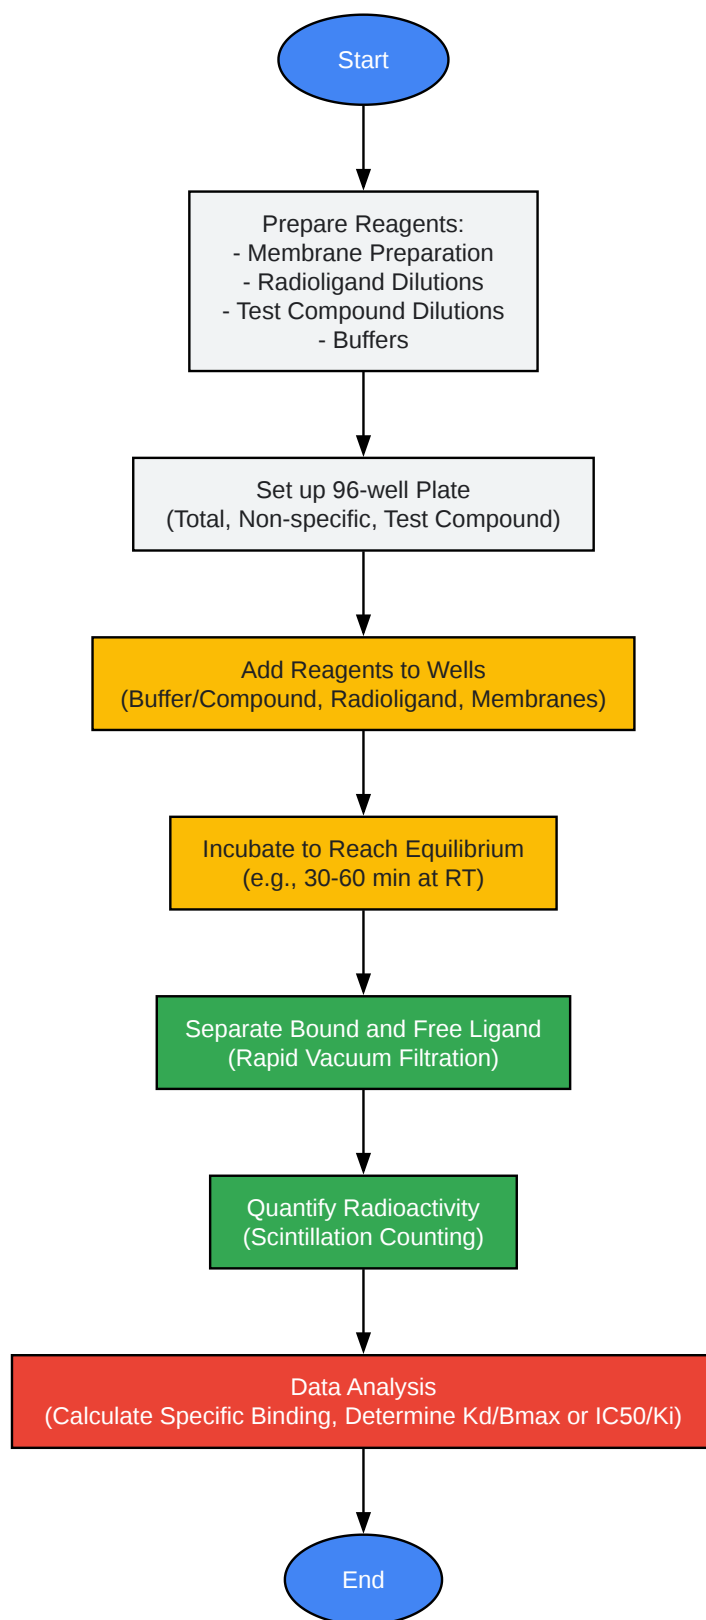 Start
Prepare Reagents:
- Membrane Preparation
- Radioligand Dilutions
- Test Compound Dilutions
- Buffers
Set up 96-well Plate
(Total, Non-specific, Test Compound)
Add Reagents to Wells
(Buffer/Compound, Radioligand, Membranes)
Incubate to Reach Equilibrium
(e.g., 30-60 min at RT)
Separate Bound and Free Ligand
(Rapid Vacuum Filtration)
Quantify Radioactivity
(Scintillation Counting)
Data Analysis
(Calculate Specific Binding, Determine Kd/Bmax or IC50/Ki)
End